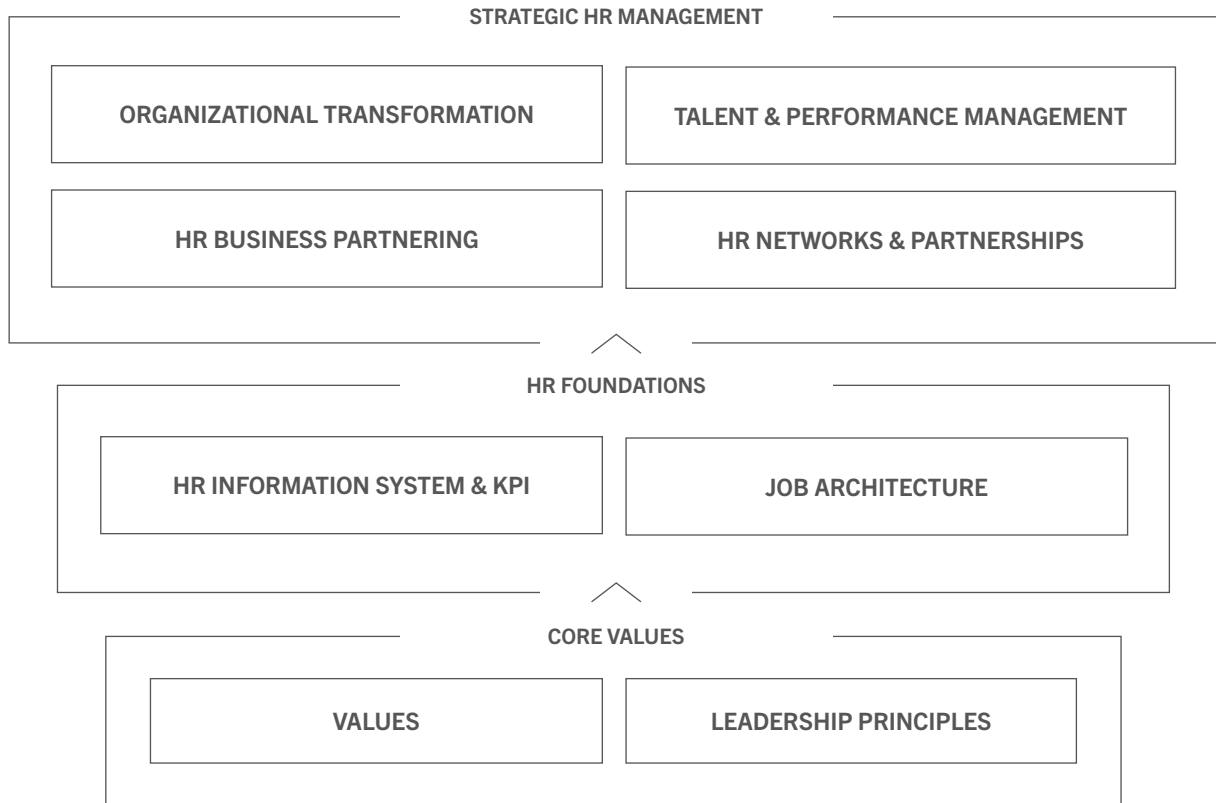 STRATEGIC HR MANAGEMENT
ORGANIZATIONAL TRANSFORMATION
TALENT & PERFORMANCE MANAGEMENT
HR BUSINESS PARTNERING
HR NETWORKS & PARTNERSHIPS
HR FOUNDATIONS
HR INFORMATION SYSTEM & KPI
JOB ARCHITECTURE
CORE VALUES
VALUES
LEADERSHIP PRINCIPLES